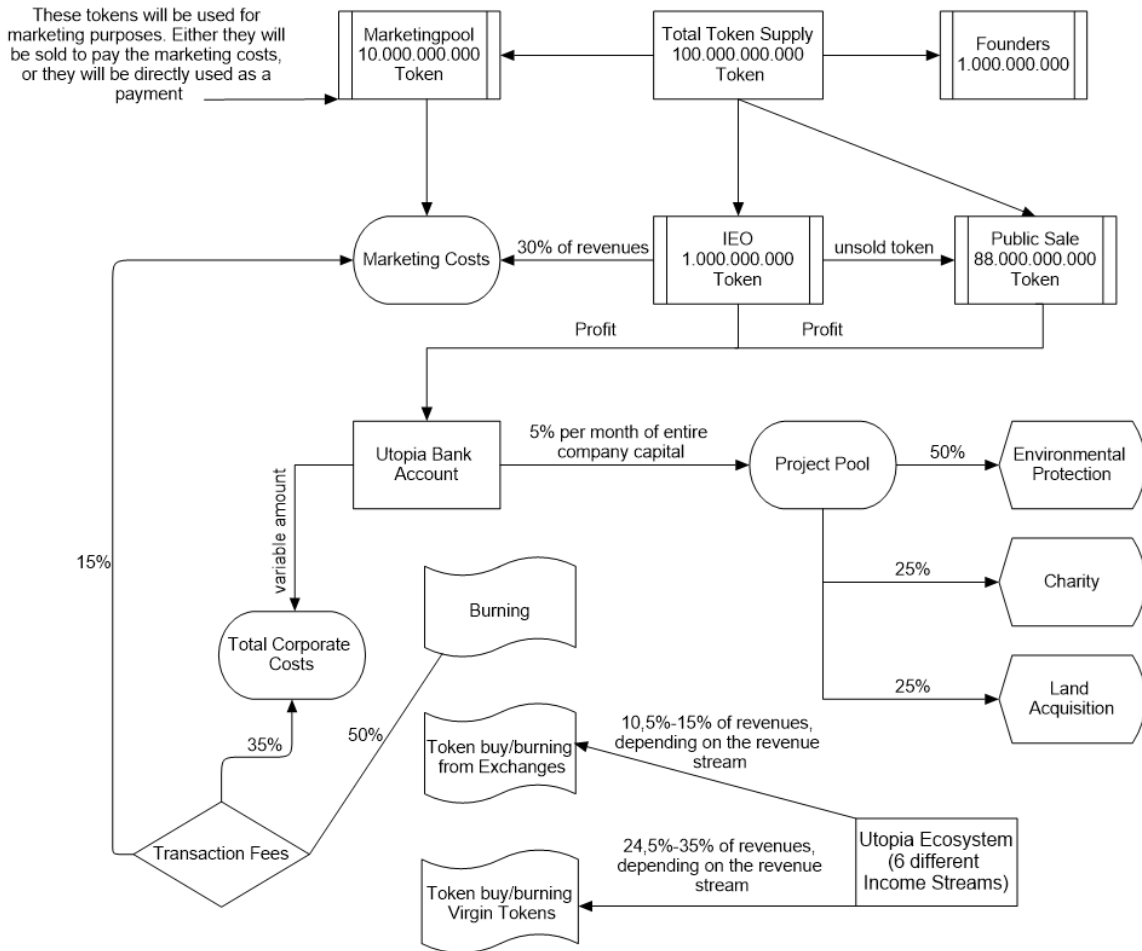 These tokens will be used for
marketing purposes. Either they will
be sold to pay the marketing costs,
or they will be directly used as a
payment
Marketingpool
10.000.000.000
Token
Total Token Supply
100.000.000.000
Token
Founders
1.000.000.000
Marketing Costs
30% of revenues
IEO
1.000.000.000
Token
unsold token
Public Sale
88.000.000.000
Token
Profit
Profit
Utopia Bank
Account
5% per month of entire
company capital
Project Pool
50%
Environmental
Protection
variable amount
15%
Burning
25%
Charity
Total Corporate
Costs
25%
Land
Acquisition
35%
50%
Token buy/burning
from Exchanges
10,5%-15% of revenues,
depending on the revenue
stream
Transaction Fees
24,5%-35% of revenues,
depending on the revenue
stream
Utopia Ecosystem
(6 different
Income Streams)
Token buy/burning
Virgin Tokens